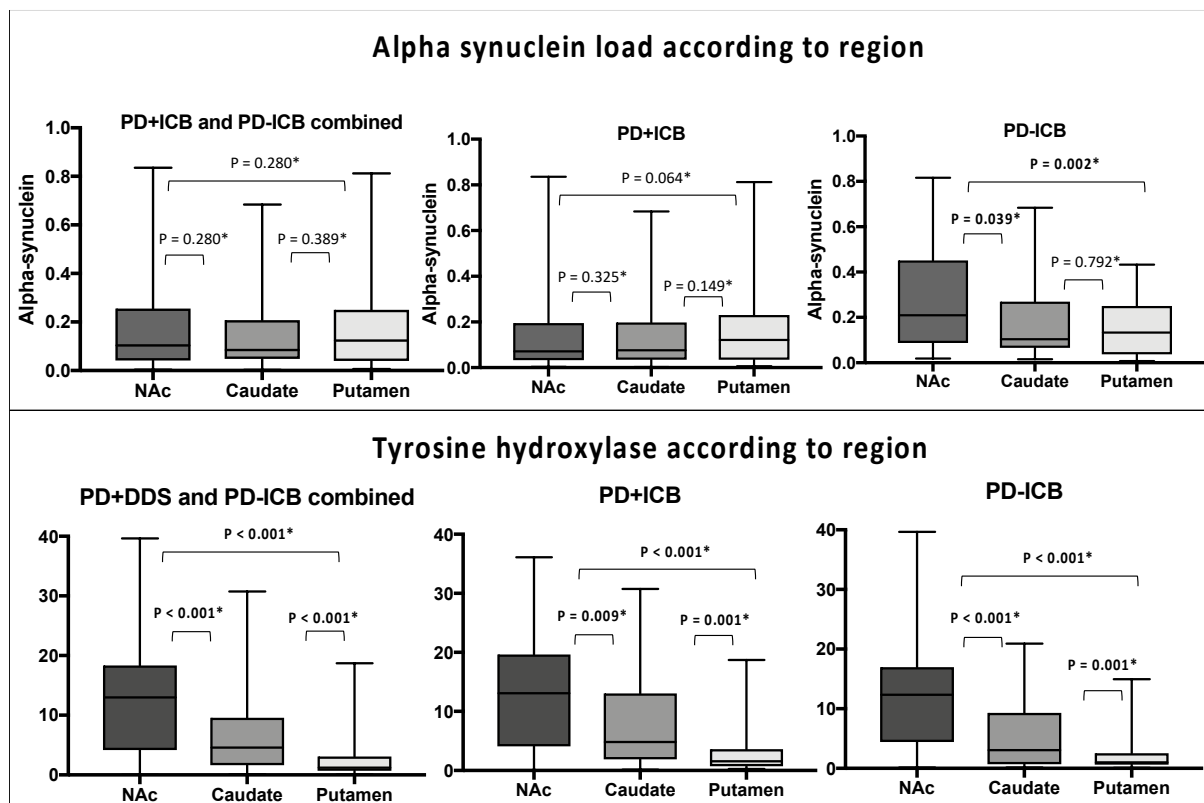 Alpha synuclein load according to region
PD+ICB and PD-ICB combined
Alpha-synuclein
1.0
0.8
0.6
0.4
0.2
0.0
P = 0.280*
P = 0.280*
P = 0.389*
NAc
Caudate
Putamen
PD+ICB
Alpha-synuclein
1.0
0.8
0.6
0.4
0.2
0.0
P = 0.064*
P = 0.325*
P = 0.149*
NAc
Caudate
Putamen
PD-ICB
Alpha-synuclein
1.0
0.8
0.6
0.4
0.2
0.0
P = 0.002*
P = 0.039*
P = 0.792*
NAc
Caudate
Putamen
Tyrosine hydroxylase according to region
PD+DDS and PD-ICB combined
40
30
20
10
0
P < 0.001*
P < 0.001*
P < 0.001*
NAc
Caudate
Putamen
PD+ICB
40
30
20
10
0
P < 0.001*
P = 0.009*
P = 0.001*
NAc
Caudate
Putamen
PD-ICB
40
30
20
10
0
P < 0.001*
P < 0.001*
P = 0.001*
NAc
Caudate
Putamen